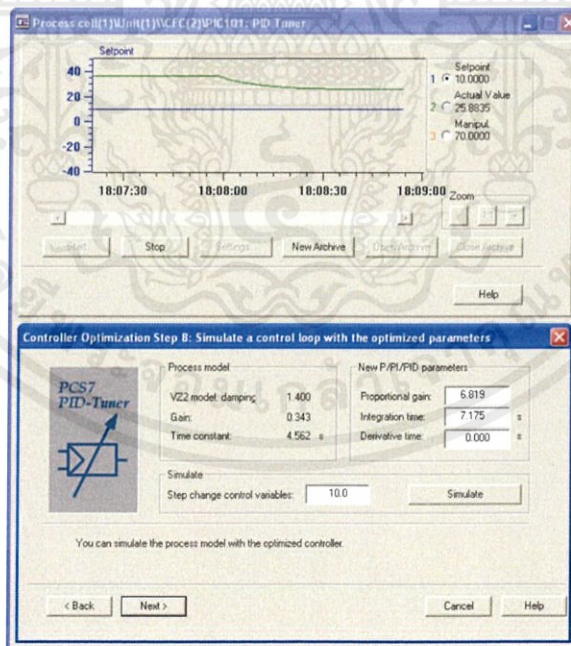 Process cell(1)\Unit(1)\\CFC(2)\PIC101: PID Tuner
Setpoint
40
20
0
-20
-40
18:07:30 18:08:00 18:08:30 18:09:00
Setpoint
1 10.0000
Actual Value
2 25.8835
Manipul.
3 70.0000
Zoom
Start... Stop Settings... New Archive Open Archive Close Archive
Help
Controller Optimization Step 8: Simulate a control loop with the optimized parameters
PCS7
PID-Tuner
Process model
VZ2 model: damping: 1.400
Gain: 0.343
Time constant: 4.562 s
New P/PI/PID parameters
Proportional gain: 6.819
Integration time: 7.175 s
Derivative time: 0.000 s
Simulate
Step change control variables: 10.0 Simulate
You can simulate the process model with the optimized controller.
< Back Next > Cancel Help